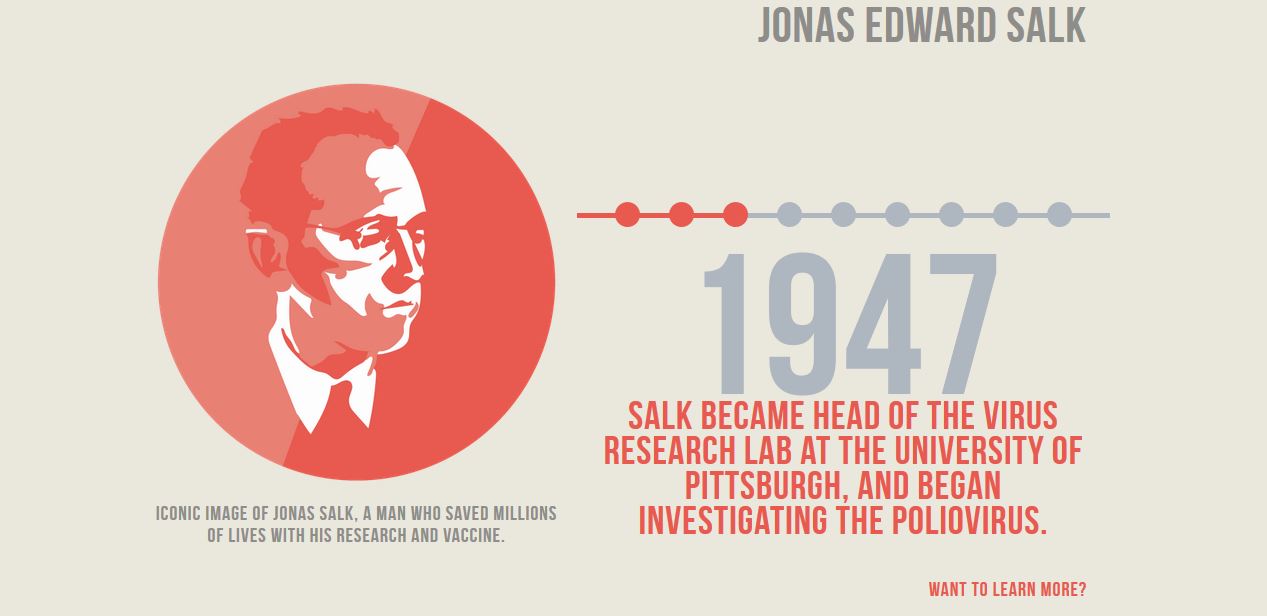 JONAS EDWARD SALK
1947
SALK BECAME HEAD OF THE VIRUS
RESEARCH LAB AT THE UNIVERSITY OF
PITTSBURGH, AND BEGAN
INVESTIGATING THE POLIOVIRUS.
ICONIC IMAGE OF JONAS SALK, A MAN WHO SAVED MILLIONS
OF LIVES WITH HIS RESEARCH AND VACCINE.
WANT TO LEARN MORE?